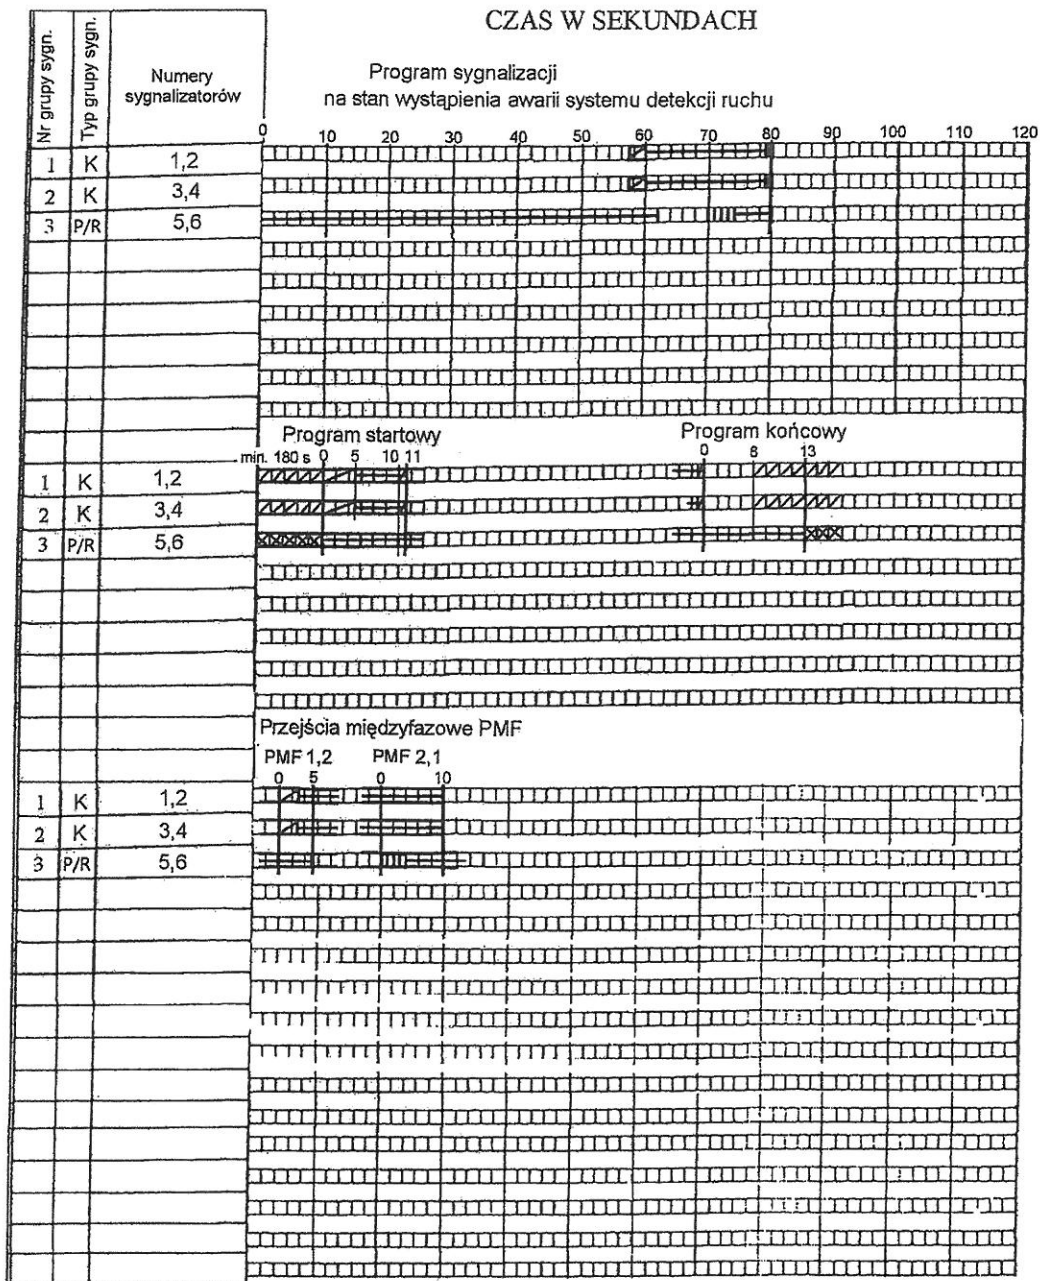 CZAS W SEKUNDACH
Nr grupy sygn.
Typ grupy sygn.
Numery
sygnalizatorów
Program sygnalizacji
na stan wystąpienia awarii systemu detekcji ruchu
0 10 20 30 40 50 60 70 80 90 100 110 120
1 K 1,2
2 K 3,4
3 P/R 5,6
Program startowy
Program końcowy
min. 180 s 0 5 10 11
0 8 13
1 K 1,2
2 K 3,4
3 P/R 5,6
Przejścia międzyfazowe PMF
PMF 1,2 PMF 2,1
0 5 0 10
1 K 1,2
2 K 3,4
3 P/R 5,6